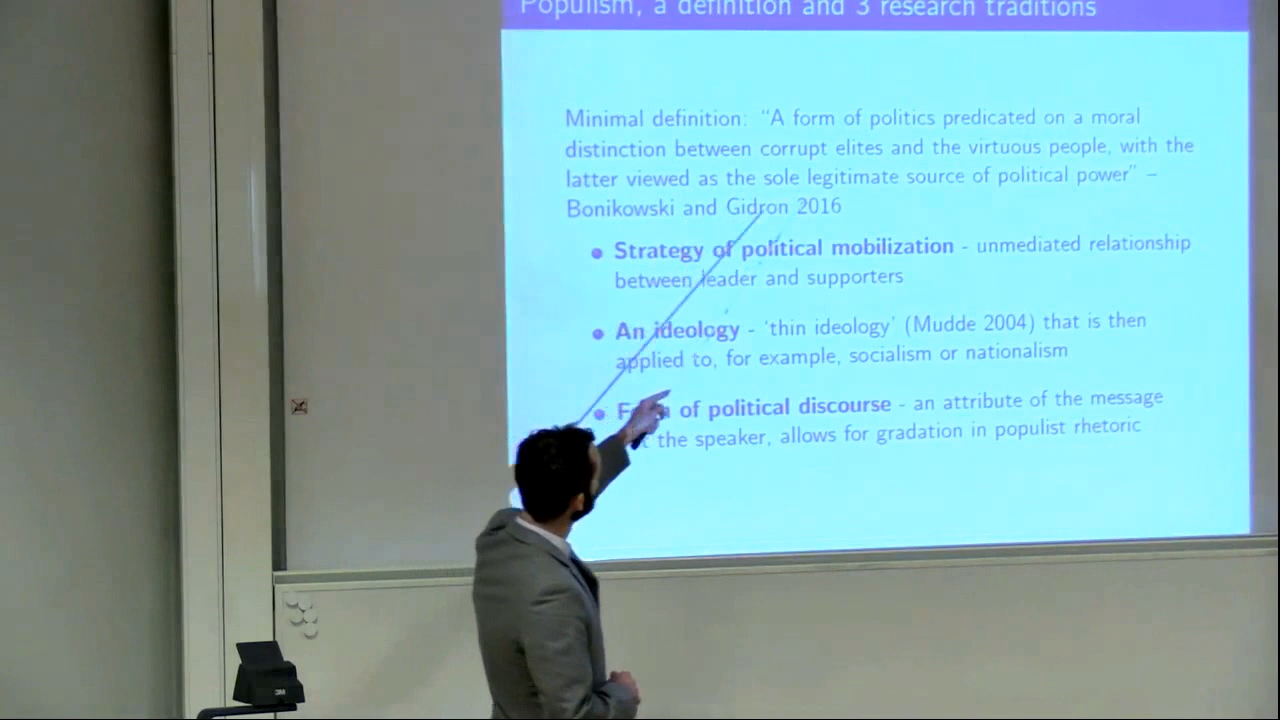 Populism, a definition and 3 research traditions
Minimal definition: “A form of politics predicated on a moral
distinction between corrupt elites and the virtuous people, with the
latter viewed as the sole legitimate source of political power” –
Bonikowski and Gidron 2016
• Strategy of political mobilization - unmediated relationship
between leader and supporters
• An ideology - ‘thin ideology’ (Mudde 2004) that is then
applied to, for example, socialism or nationalism
• of political discourse - an attribute of the message
the speaker, allows for gradation in populist rhetoric
3M